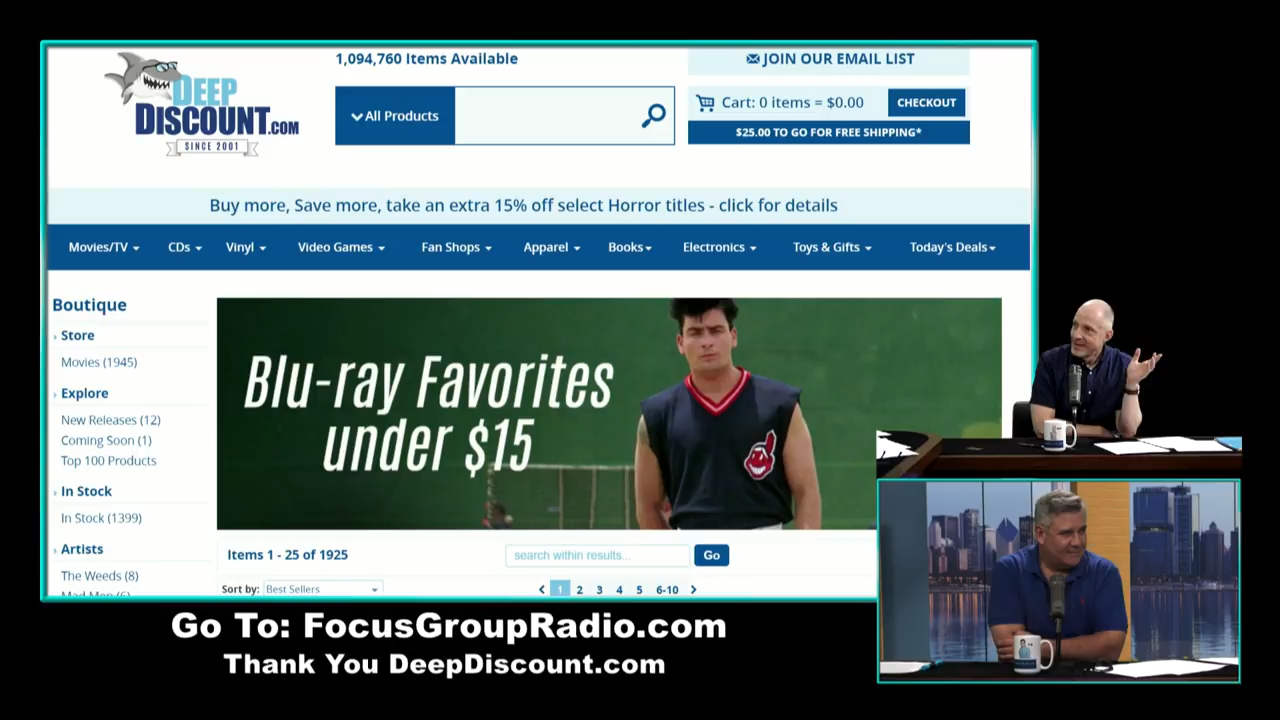 DEEP
DISCOUNT.COM
SINCE 2001
1,094,760 Items Available
All Products
JOIN OUR EMAIL LIST
Cart: 0 items = $0.00
CHECKOUT
$25.00 TO GO FOR FREE SHIPPING*
Buy more, Save more, take an extra 15% off select Horror titles - click for details
Movies/TV CDs Vinyl Video Games Fan Shops Apparel Books Electronics Toys & Gifts Today's Deals
Boutique
Store
Movies (1945)
Explore
New Releases (12)
Coming Soon (1)
Top 100 Products
In Stock
In Stock (1399)
Artists
The Weeds (8)
Mad Men (6)
Blu-ray Favorites
under $15
Items 1 - 25 of 1925
search within results...
Go
Sort by: Best Sellers
1 2 3 4 5 6-10
Go To: FocusGroupRadio.com
Thank You DeepDiscount.com